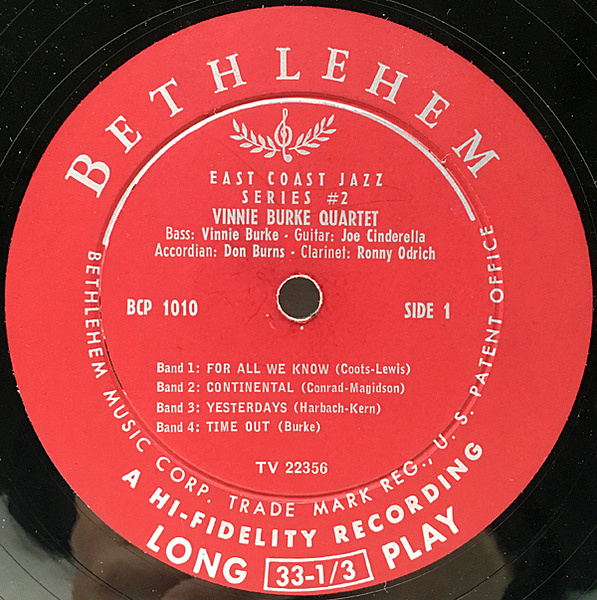 BETHLEHEM
EAST COAST JAZZ
SERIES #2
VINNIE BURKE QUARTET
Bass: Vinnie Burke - Guitar: Joe Cinderella
Accordian: Don Burns - Clarinet: Ronny Odrich
BCP 1010 SIDE 1
Band 1: FOR ALL WE KNOW (Coots-Lewis)
Band 2: CONTINENTAL (Conrad-Magidson)
Band 3: YESTERDAYS (Harbach-Kern)
Band 4: TIME OUT (Burke)
TV 22356
BETHLEHEM MUSIC CORP. TRADE MARK REG., U. S. PATENT OFFICE
A HI-FIDELITY RECORDING
LONG 33-1/3 PLAY